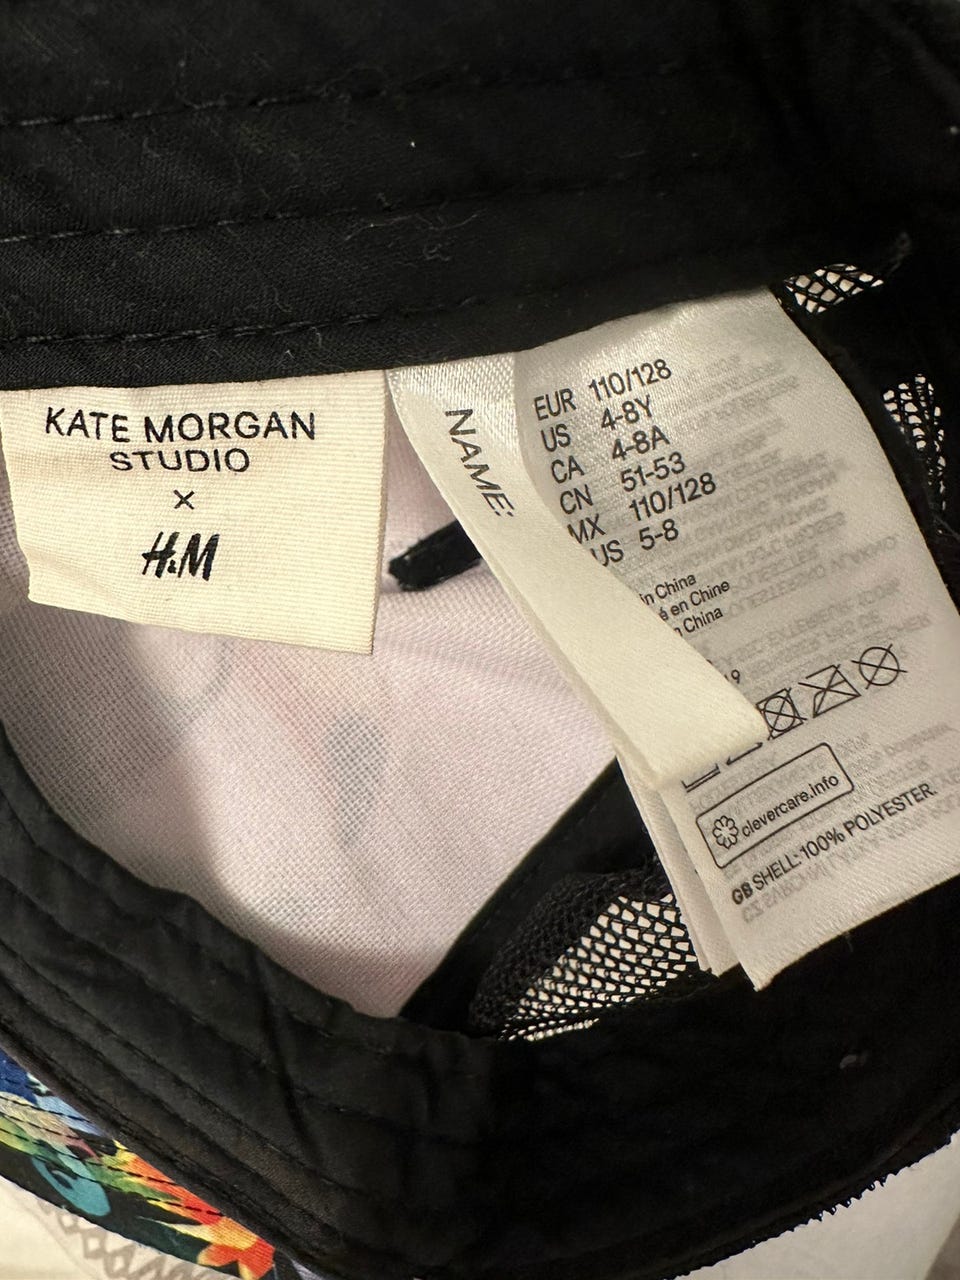 KATE MORGAN
STUDIO
×
H&M
NAME:
EUR 110/128
US 4-8Y
CA 4-8A
CN 51-53
MX 110/128
US 5-8
in China
en Chine
China
clevercare.info
GB SHELL: 100% POLYESTER.